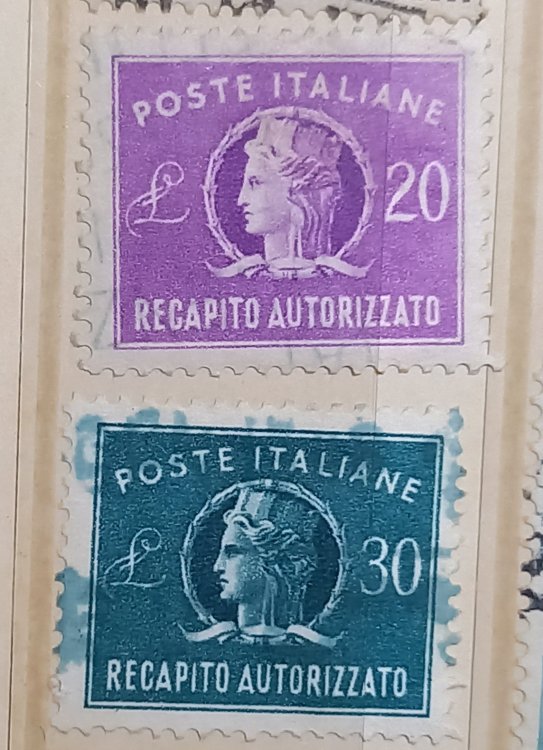 POSTE ITALIANE
£ 20
RECAPITO AUTORIZZATO
POSTE ITALIANE
£ 30
RECAPITO AUTORIZZATO